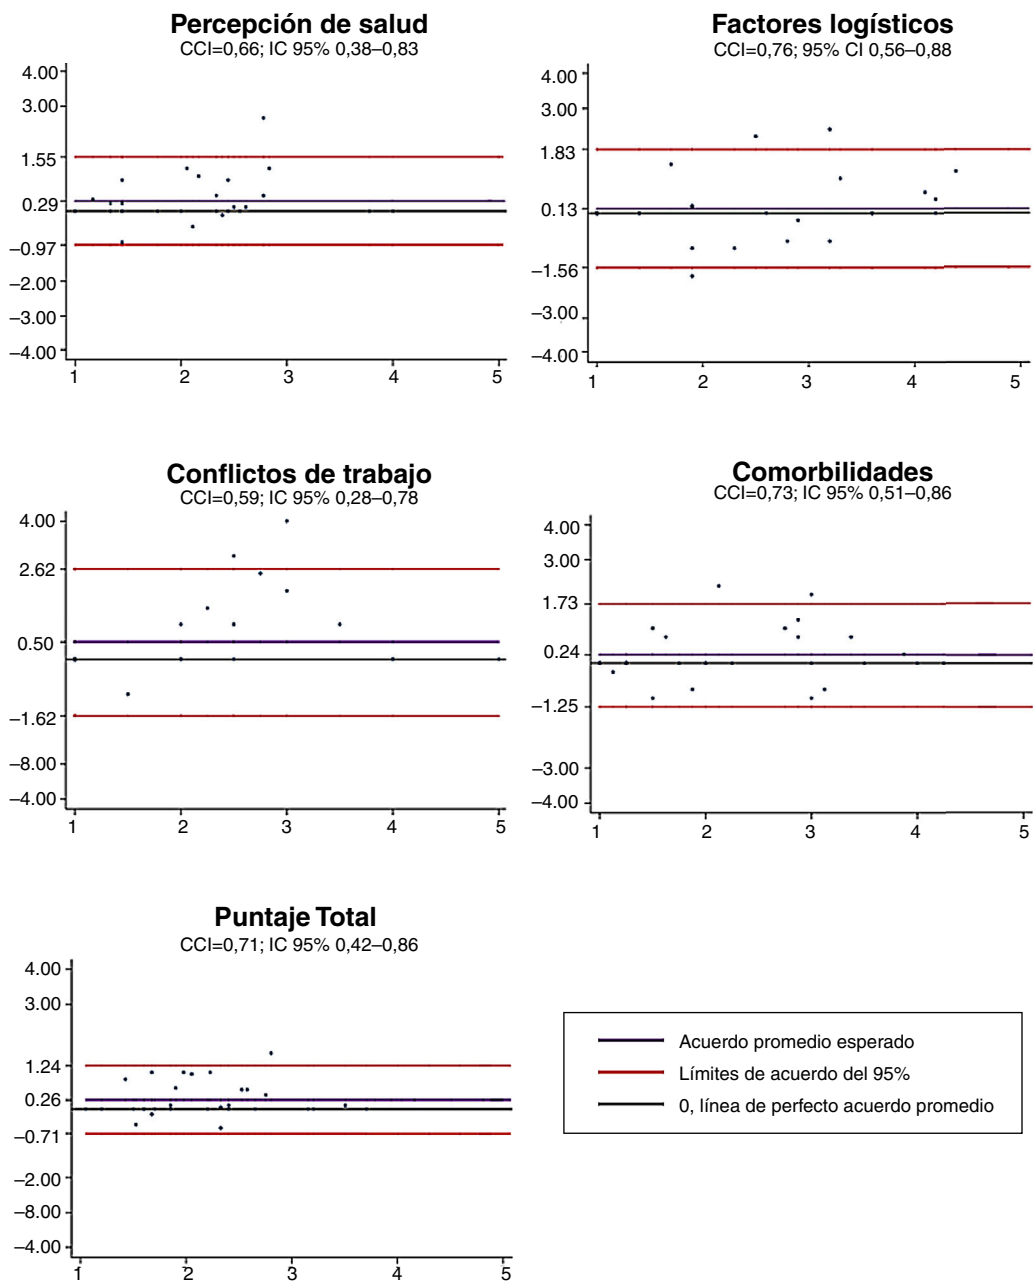 Percepción de salud
CCI=0,66; IC 95% 0,38–0,83
4.00
3.00
1.55
0.29
–0.97
–2.00
–3.00
–4.00
1 2 3 4 5
Factores logísticos
CCI=0,76; 95% CI 0,56–0,88
4.00
3.00
1.83
0.13
–1.56
–3.00
–4.00
1 2 3 4 5
Conflictos de trabajo
CCI=0,59; IC 95% 0,28–0,78
4.00
2.62
0.50
–1.62
–8.00
–4.00
1 2 3 4 5
Comorbilidades
CCI=0,73; IC 95% 0,51–0,86
4.00
3.00
1.73
0.24
–1.25
–3.00
–4.00
1 2 3 4 5
Puntaje Total
CCI=0,71; IC 95% 0,42–0,86
4.00
3.00
1.24
0.26
–0.71
–2.00
–8.00
–4.00
1 2 3 4 5
Acuerdo promedio esperado
Límites de acuerdo del 95%
0, línea de perfecto acuerdo promedio